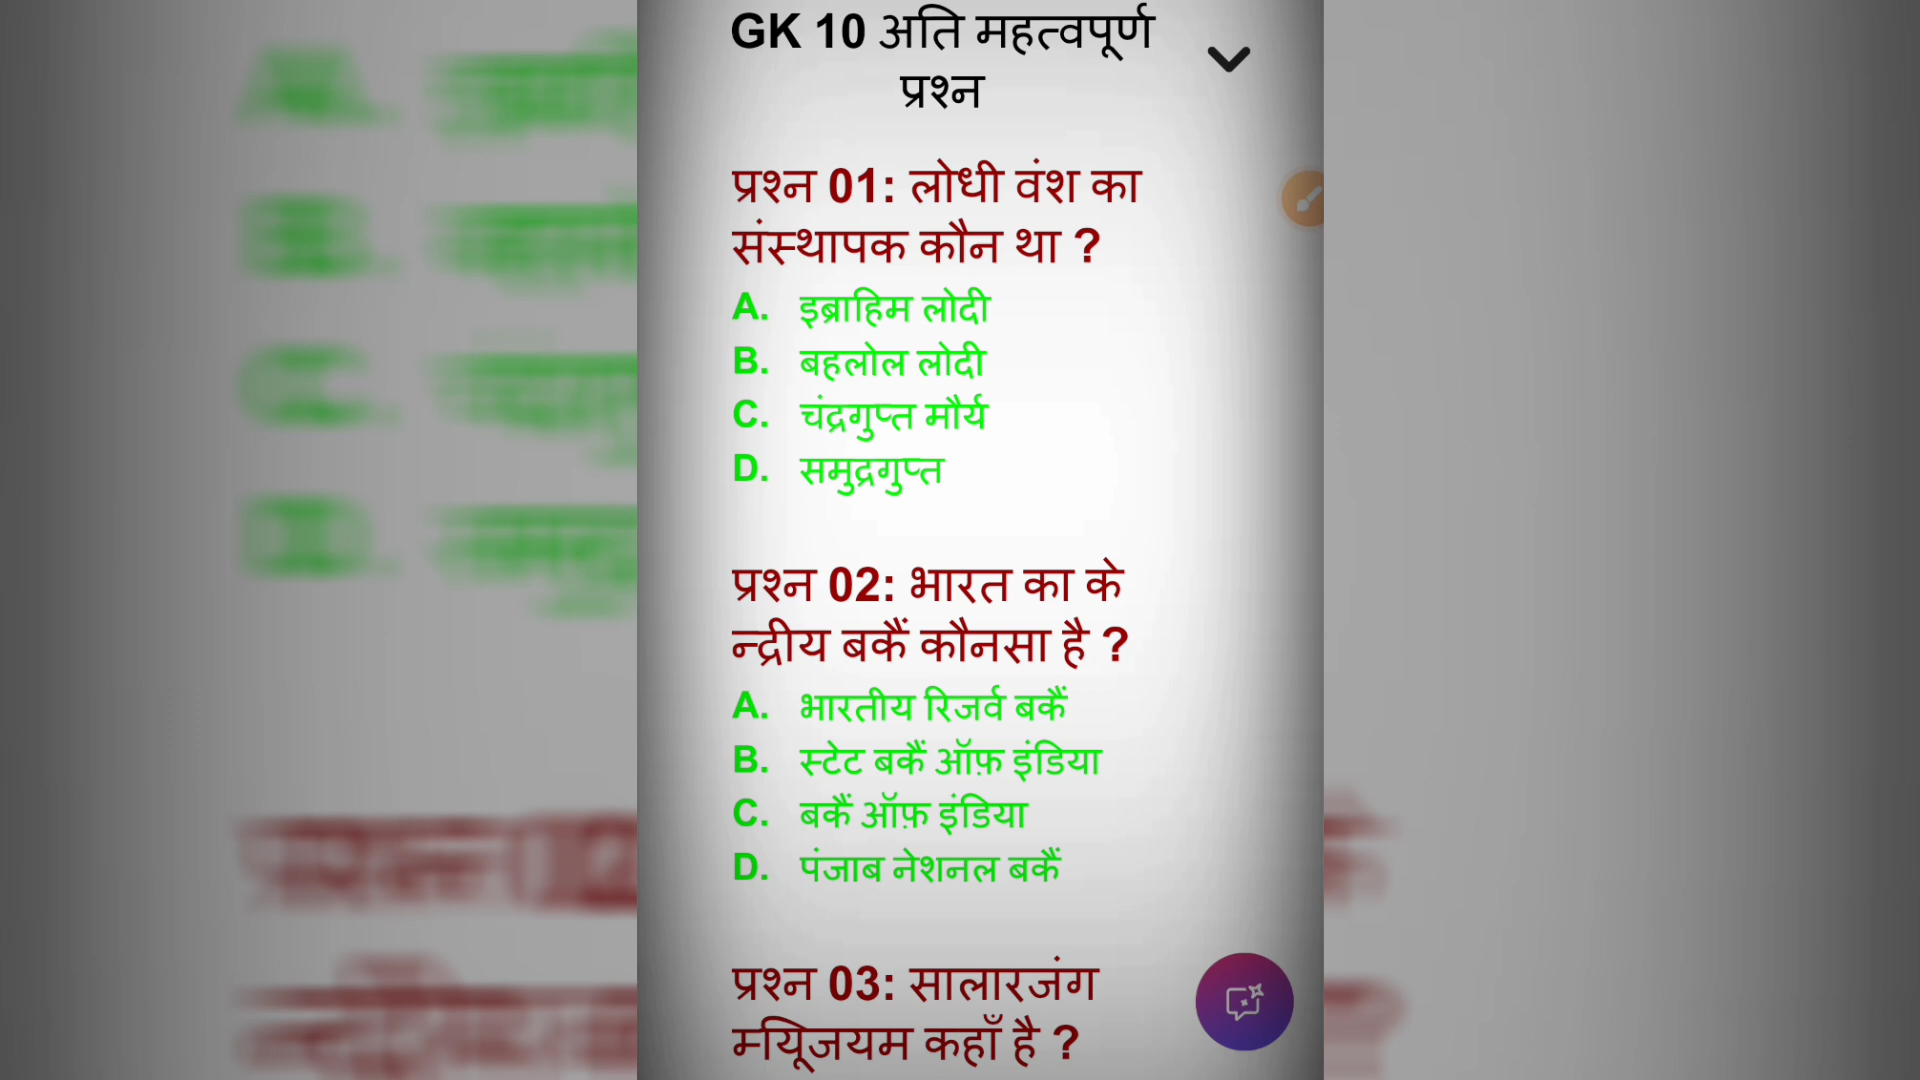 GK 10 अति महत्वपूर्ण
प्रश्न
प्रश्न 01: लोधी वंश का
संस्थापक कौन था ?
A. इब्राहिम लोदी
B. बहलोल लोदी
C. चंद्रगुप्त मौर्य
D. समुद्रगुप्त
प्रश्न 02: भारत का के
न्द्रीय बकैं कौनसा है ?
A. भारतीय रिजर्व बकैं
B. स्टेट बकैं ऑफ़ इंडिया
C. बकैं ऑफ़ इंडिया
D. पंजाब नेशनल बकैं
प्रश्न 03: सालारजंग
म्यूिजयम कहाँ है ?